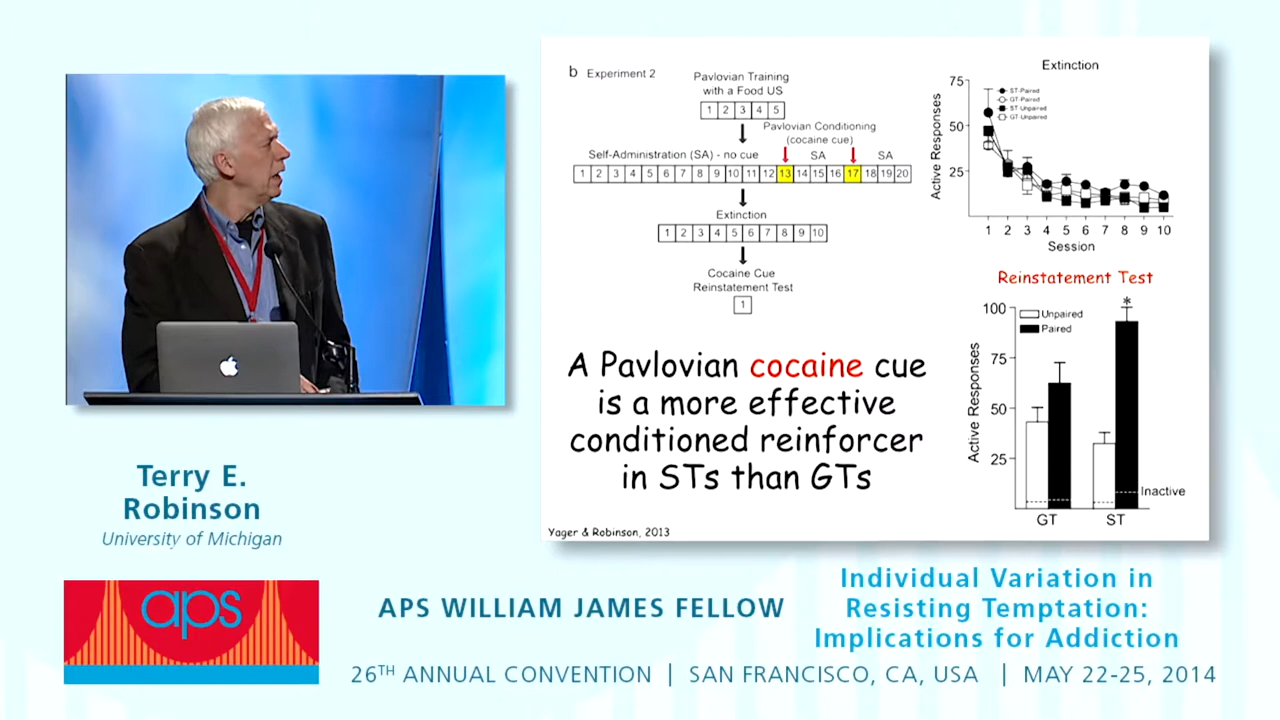 b Experiment 2
Pavlovian Training
with a Food US
1 2 3 4 5
Pavlovian Conditioning
(cocaine cue)
Self-Administration (SA) - no cue SA SA
1 2 3 4 5 6 7 8 9 10 11 12 13 14 15 16 17 18 19 20
Extinction
1 2 3 4 5 6 7 8 9 10
Cocaine Cue
Reinstatement Test
1
A Pavlovian cocaine cue
is a more effective
conditioned reinforcer
in STs than GTs
Yager & Robinson, 2013
Extinction
75
50
25
Active Responses
ST-Paired
GT-Paired
ST-Unpaired
GT-Unpaired
1 2 3 4 5 6 7 8 9 10
Session
Reinstatement Test
100
75
50
25
Active Responses
Unpaired
Paired
*
Inactive
GT ST
Terry E.
Robinson
University of Michigan
aps
APS WILLIAM JAMES FELLOW
Individual Variation in
Resisting Temptation:
Implications for Addiction
26TH ANNUAL CONVENTION | SAN FRANCISCO, CA, USA | MAY 22-25, 2014